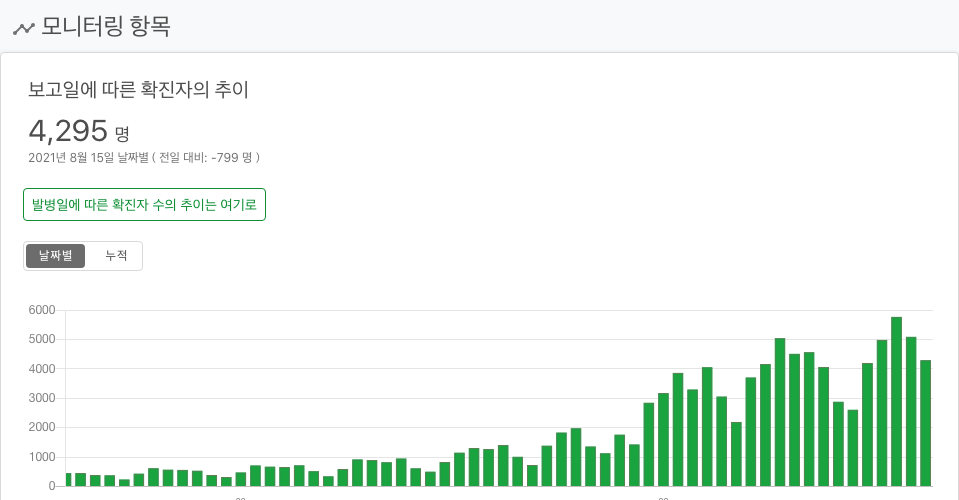 모니터링 항목
보고일에 따른 확진자의 추이
4,295 명
2021년 8월 15일 날짜별 ( 전일 대비: -799 명 )
발병일에 따른 확진자 수의 추이는 여기로
날짜별 누적
6000
5000
4000
3000
2000
1000
0